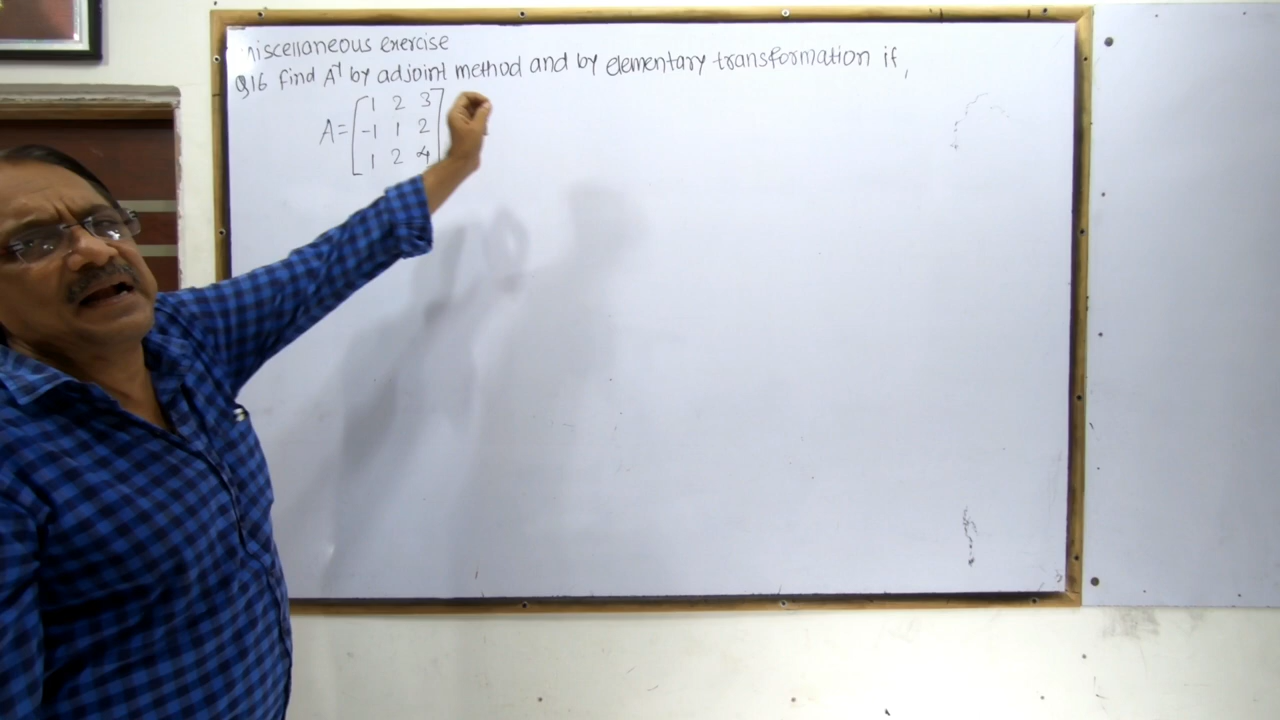 miscellaneous exercise
Q16 find A⁻¹ by adjoint method and by elementary transformation if,
A = [ 1 2 3
-1 1 2
1 2 4 ]